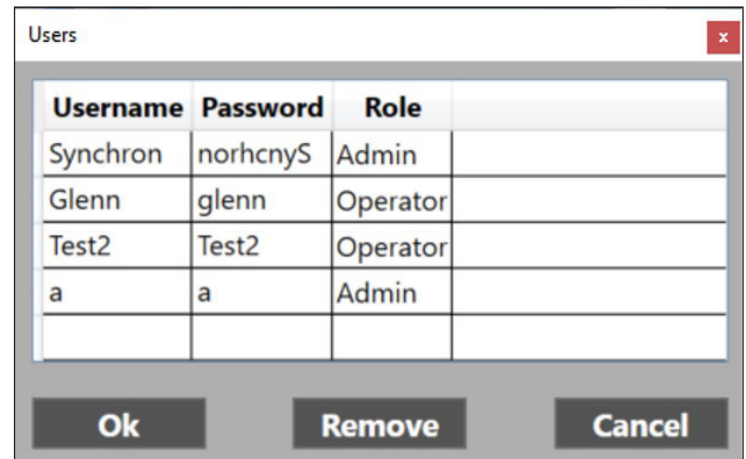 Users
x
Username Password Role
Synchron norhcnyS Admin
Glenn glenn Operator
Test2 Test2 Operator
a a Admin
Ok Remove Cancel